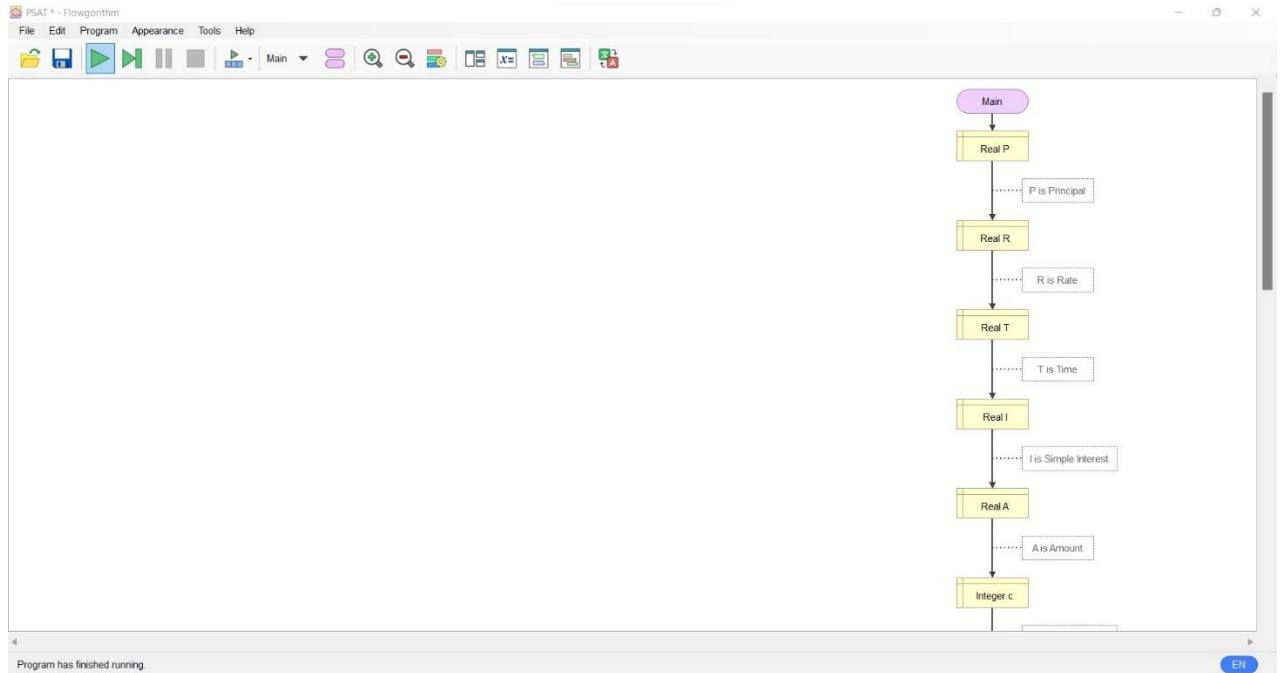 PSAT * - Flowgorithm
File Edit Program Appearance Tools Help
Main
x=
Main
Real P
P is Principal
Real R
R is Rate
Real T
T is Time
Real I
I is Simple Interest
Real A
A is Amount
Integer c
Program has finished running.
EN